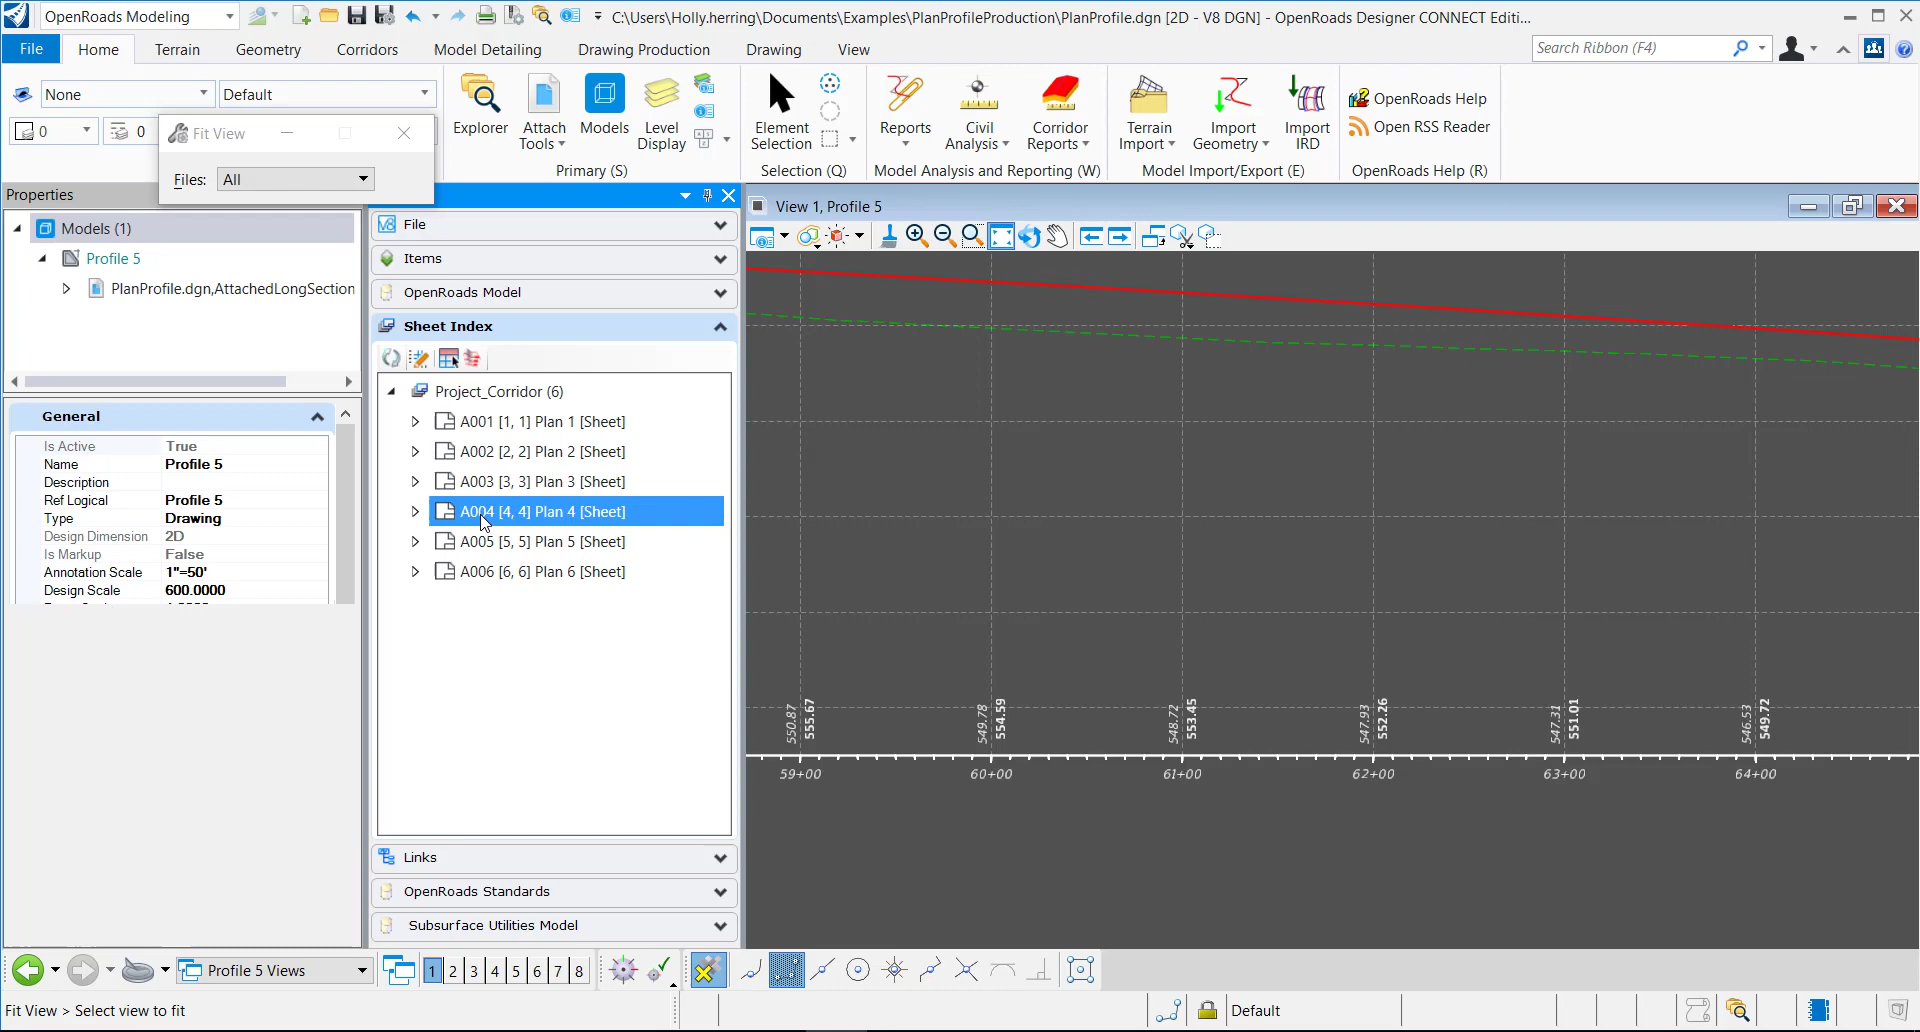 OpenRoads Modeling
C:\Users\Holly.herring\Documents\Examples\PlanProfileProduction\PlanProfile.dgn [2D - V8 DGN] - OpenRoads Designer CONNECT Editi...
File
Home
Terrain
Geometry
Corridors
Model Detailing
Drawing Production
Drawing
View
Search Ribbon (F4)
None
Default
0
0
Fit View
Files:
All
Explorer
Attach
Tools
Models
Level
Display
Primary (S)
Element
Selection
Selection (Q)
Reports
Civil
Analysis
Corridor
Reports
Model Analysis and Reporting (W)
Terrain
Import
Import
Geometry
Import
IRD
Model Import/Export (E)
OpenRoads Help
Open RSS Reader
OpenRoads Help (R)
Properties
Models (1)
Profile 5
PlanProfile.dgn,AttachedLongSection
General
Is Active True
Name Profile 5
Description
Ref Logical Profile 5
Type Drawing
Design Dimension 2D
Is Markup False
Annotation Scale 1"=50'
Design Scale 600.0000
File
Items
OpenRoads Model
Sheet Index
Project_Corridor (6)
A001 [1, 1] Plan 1 [Sheet]
A002 [2, 2] Plan 2 [Sheet]
A003 [3, 3] Plan 3 [Sheet]
A004 [4, 4] Plan 4 [Sheet]
A005 [5, 5] Plan 5 [Sheet]
A006 [6, 6] Plan 6 [Sheet]
Links
OpenRoads Standards
Subsurface Utilities Model
View 1, Profile 5
550.87 555.67
549.78 554.59
548.72 553.45
547.93 552.26
547.31 551.01
546.53 549.72
59+00 60+00 61+00 62+00 63+00 64+00
Profile 5 Views
1 2 3 4 5 6 7 8
Fit View > Select view to fit
Default